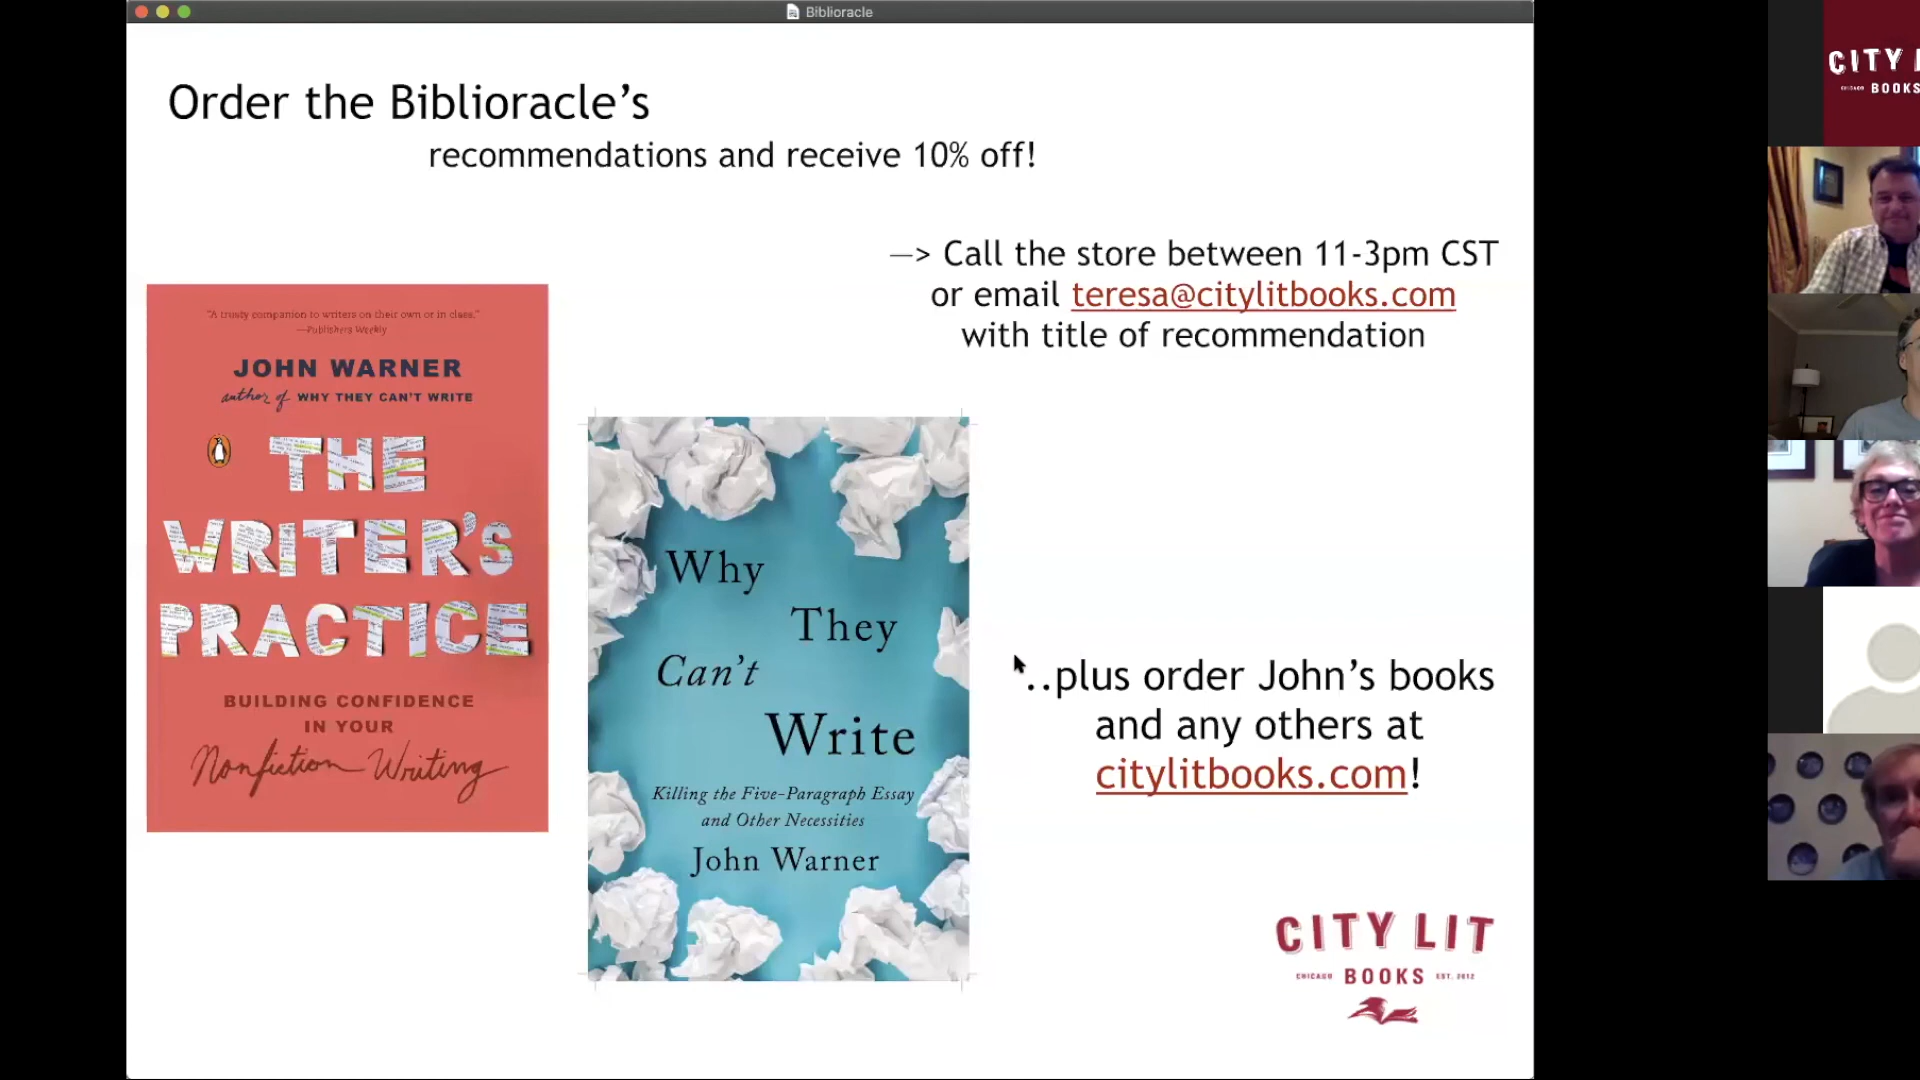 Biblioracle
Order the Biblioracle’s
recommendations and receive 10% off!
—> Call the store between 11-3pm CST
or email teresa@citylitbooks.com
with title of recommendation
"A trusty companion to writers on their own or in class."
—Publishers Weekly
JOHN WARNER
author of WHY THEY CAN'T WRITE
THE
WRITER'S
PRACTICE
BUILDING CONFIDENCE
IN YOUR
Nonfiction Writing
Why
They
Can't
Write
Killing the Five-Paragraph Essay
and Other Necessities
John Warner
..plus order John’s books
and any others at
citylitbooks.com!
CITY LIT
CHICAGO BOOKS EST. 2012
CITY
CHICAGO BOOKS